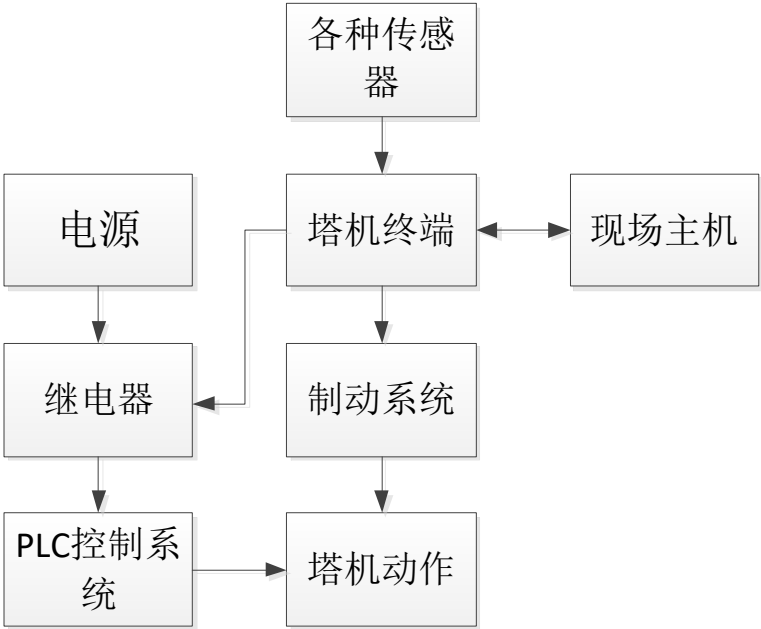 各种传感
器
电源
塔机终端
现场主机
继电器
制动系统
PLC控制系
统
塔机动作